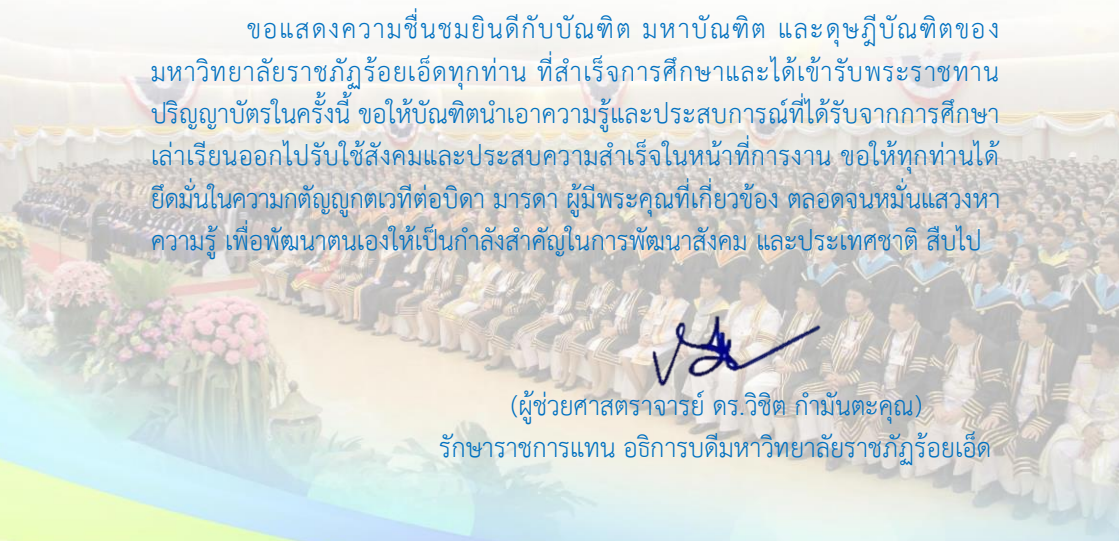 ขอแสดงความชื่นชมยินดีกับบัณฑิต มหาบัณฑิต และดุษฎีบัณฑิตของ
มหาวิทยาลัยราชภัฏร้อยเอ็ดทุกท่าน ที่สำเร็จการศึกษาและได้เข้ารับพระราชทาน
ปริญญาบัตรในครั้งนี้ ขอให้บัณฑิตนำเอาความรู้และประสบการณ์ที่ได้รับจากการศึกษา
เล่าเรียนออกไปรับใช้สังคมและประสบความสำเร็จในหน้าที่การงาน ขอให้ทุกท่านได้
ยึดมั่นในความกตัญญูกตเวทีต่อบิดา มารดา ผู้มีพระคุณที่เกี่ยวข้อง ตลอดจนหมั่นแสวงหา
ความรู้ เพื่อพัฒนาตนเองให้เป็นกำลังสำคัญในการพัฒนาสังคม และประเทศชาติ สืบไป
(ผู้ช่วยศาสตราจารย์ ดร.วิชิต กำมันตะคุณ)
รักษาราชการแทน อธิการบดีมหาวิทยาลัยราชภัฏร้อยเอ็ด